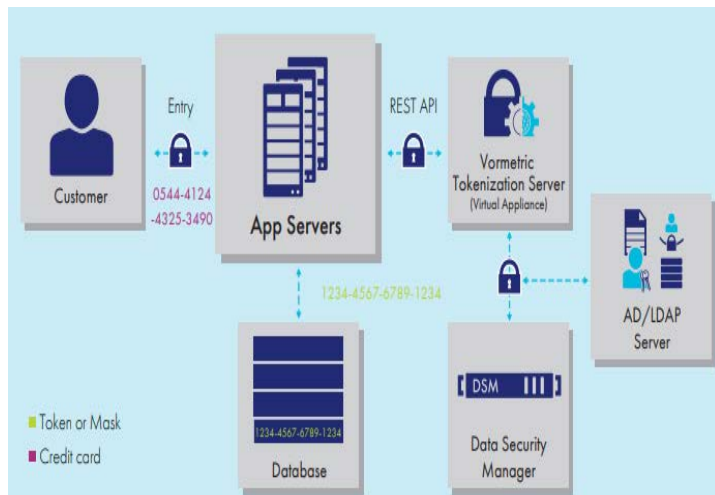 Customer
Entry
0544-4124
-4325-3490
App Servers
REST API
Vormetric
Tokenization Server
(Virtual Appliance)
AD/LDAP
Server
1234-4567-6789-1234
1234-4567-6789-1234
Database
DSM
Data Security
Manager
Token or Mask
Credit card